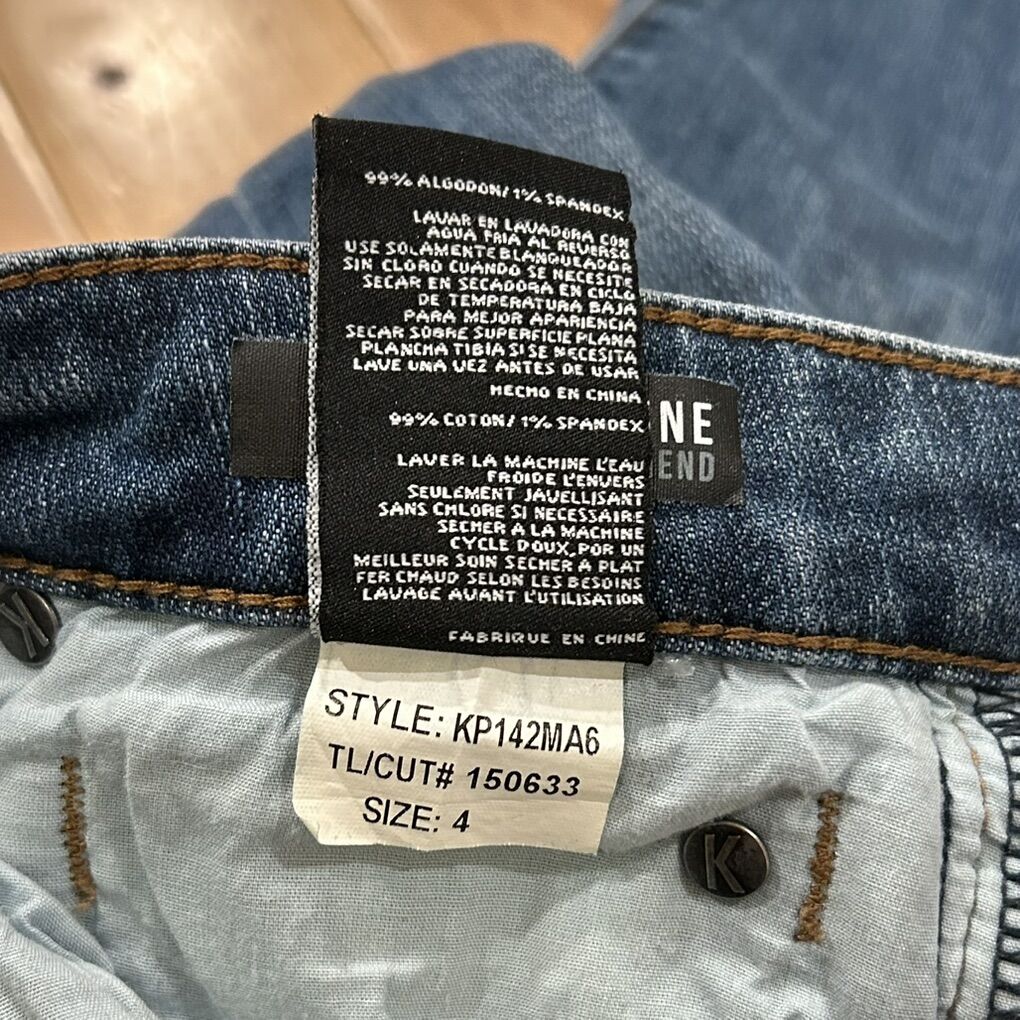 99% ALGODON/1% SPANDEX
LAVAR EN LAVADORA CON
AGUA FRIA AL REVERSO
USE SOLAMENTE BLANQUEADOR
SIN CLORO CUANDO SE NECESITE
SECAR EN SECADORA EN CICLO
DE TEMPERATURA BAJA
PARA MEJOR APARIENCIA
SECAR SOBRE SUPERFICIE PLANA
PLANCHA TIBIA SI SE NECESITA
LAVE UNA VEZ ANTES DE USAR
HECHO EN CHINA
99% COTON/1% SPANDEX
LAVER LA MACHINE L'EAU
FROIDE L'ENVERS
SEULEMENT JAVELLISANT
SANS CHLORE SI NECESSAIRE
SECHER A LA MACHINE
CYCLE DOUX, POR UN
MEILLEUR SOIN SECHER A PLAT
FER CHAUD SELON LES BESOINS
LAVAGE AVANT L'UTILISATION
FABRIQUE EN CHINE
NE
END
STYLE: KP142MA6
TL/CUT# 150633
SIZE: 4
K
K